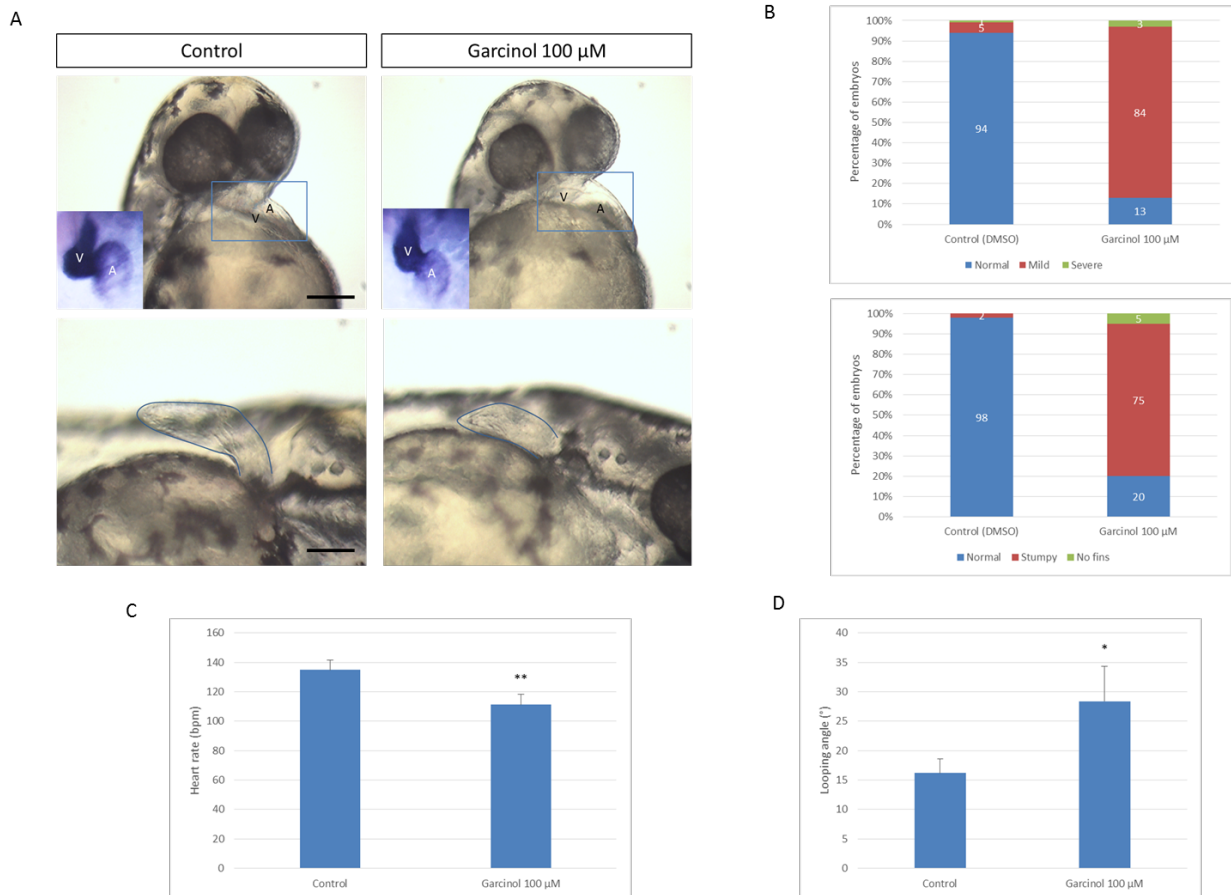 A
Control
Garcinol 100 µM
V
A
V
A
V
A
V
A
B
Percentage of embryos
100%
90%
80%
70%
60%
50%
40%
30%
20%
10%
0%
1
5
94
3
84
13
Control (DMSO)
Garcinol 100 µM
Normal Mild Severe
Percentage of embryos
100%
90%
80%
70%
60%
50%
40%
30%
20%
10%
0%
2
98
5
75
20
Control (DMSO)
Garcinol 100 µM
Normal Stumpy No fins
C
Heart rate (bpm)
160
140
120
100
80
60
40
20
0
**
Control
Garcinol 100 µM
D
Looping angle (°)
40
35
30
25
20
15
10
5
0
*
Control
Garcinol 100 µM